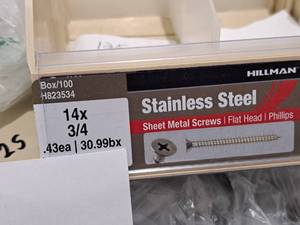 HILLMAN
Box/100
H823534
14x
3/4
.43ea | 30.99bx
Stainless Steel
Sheet Metal Screws | Flat Head | Phillips